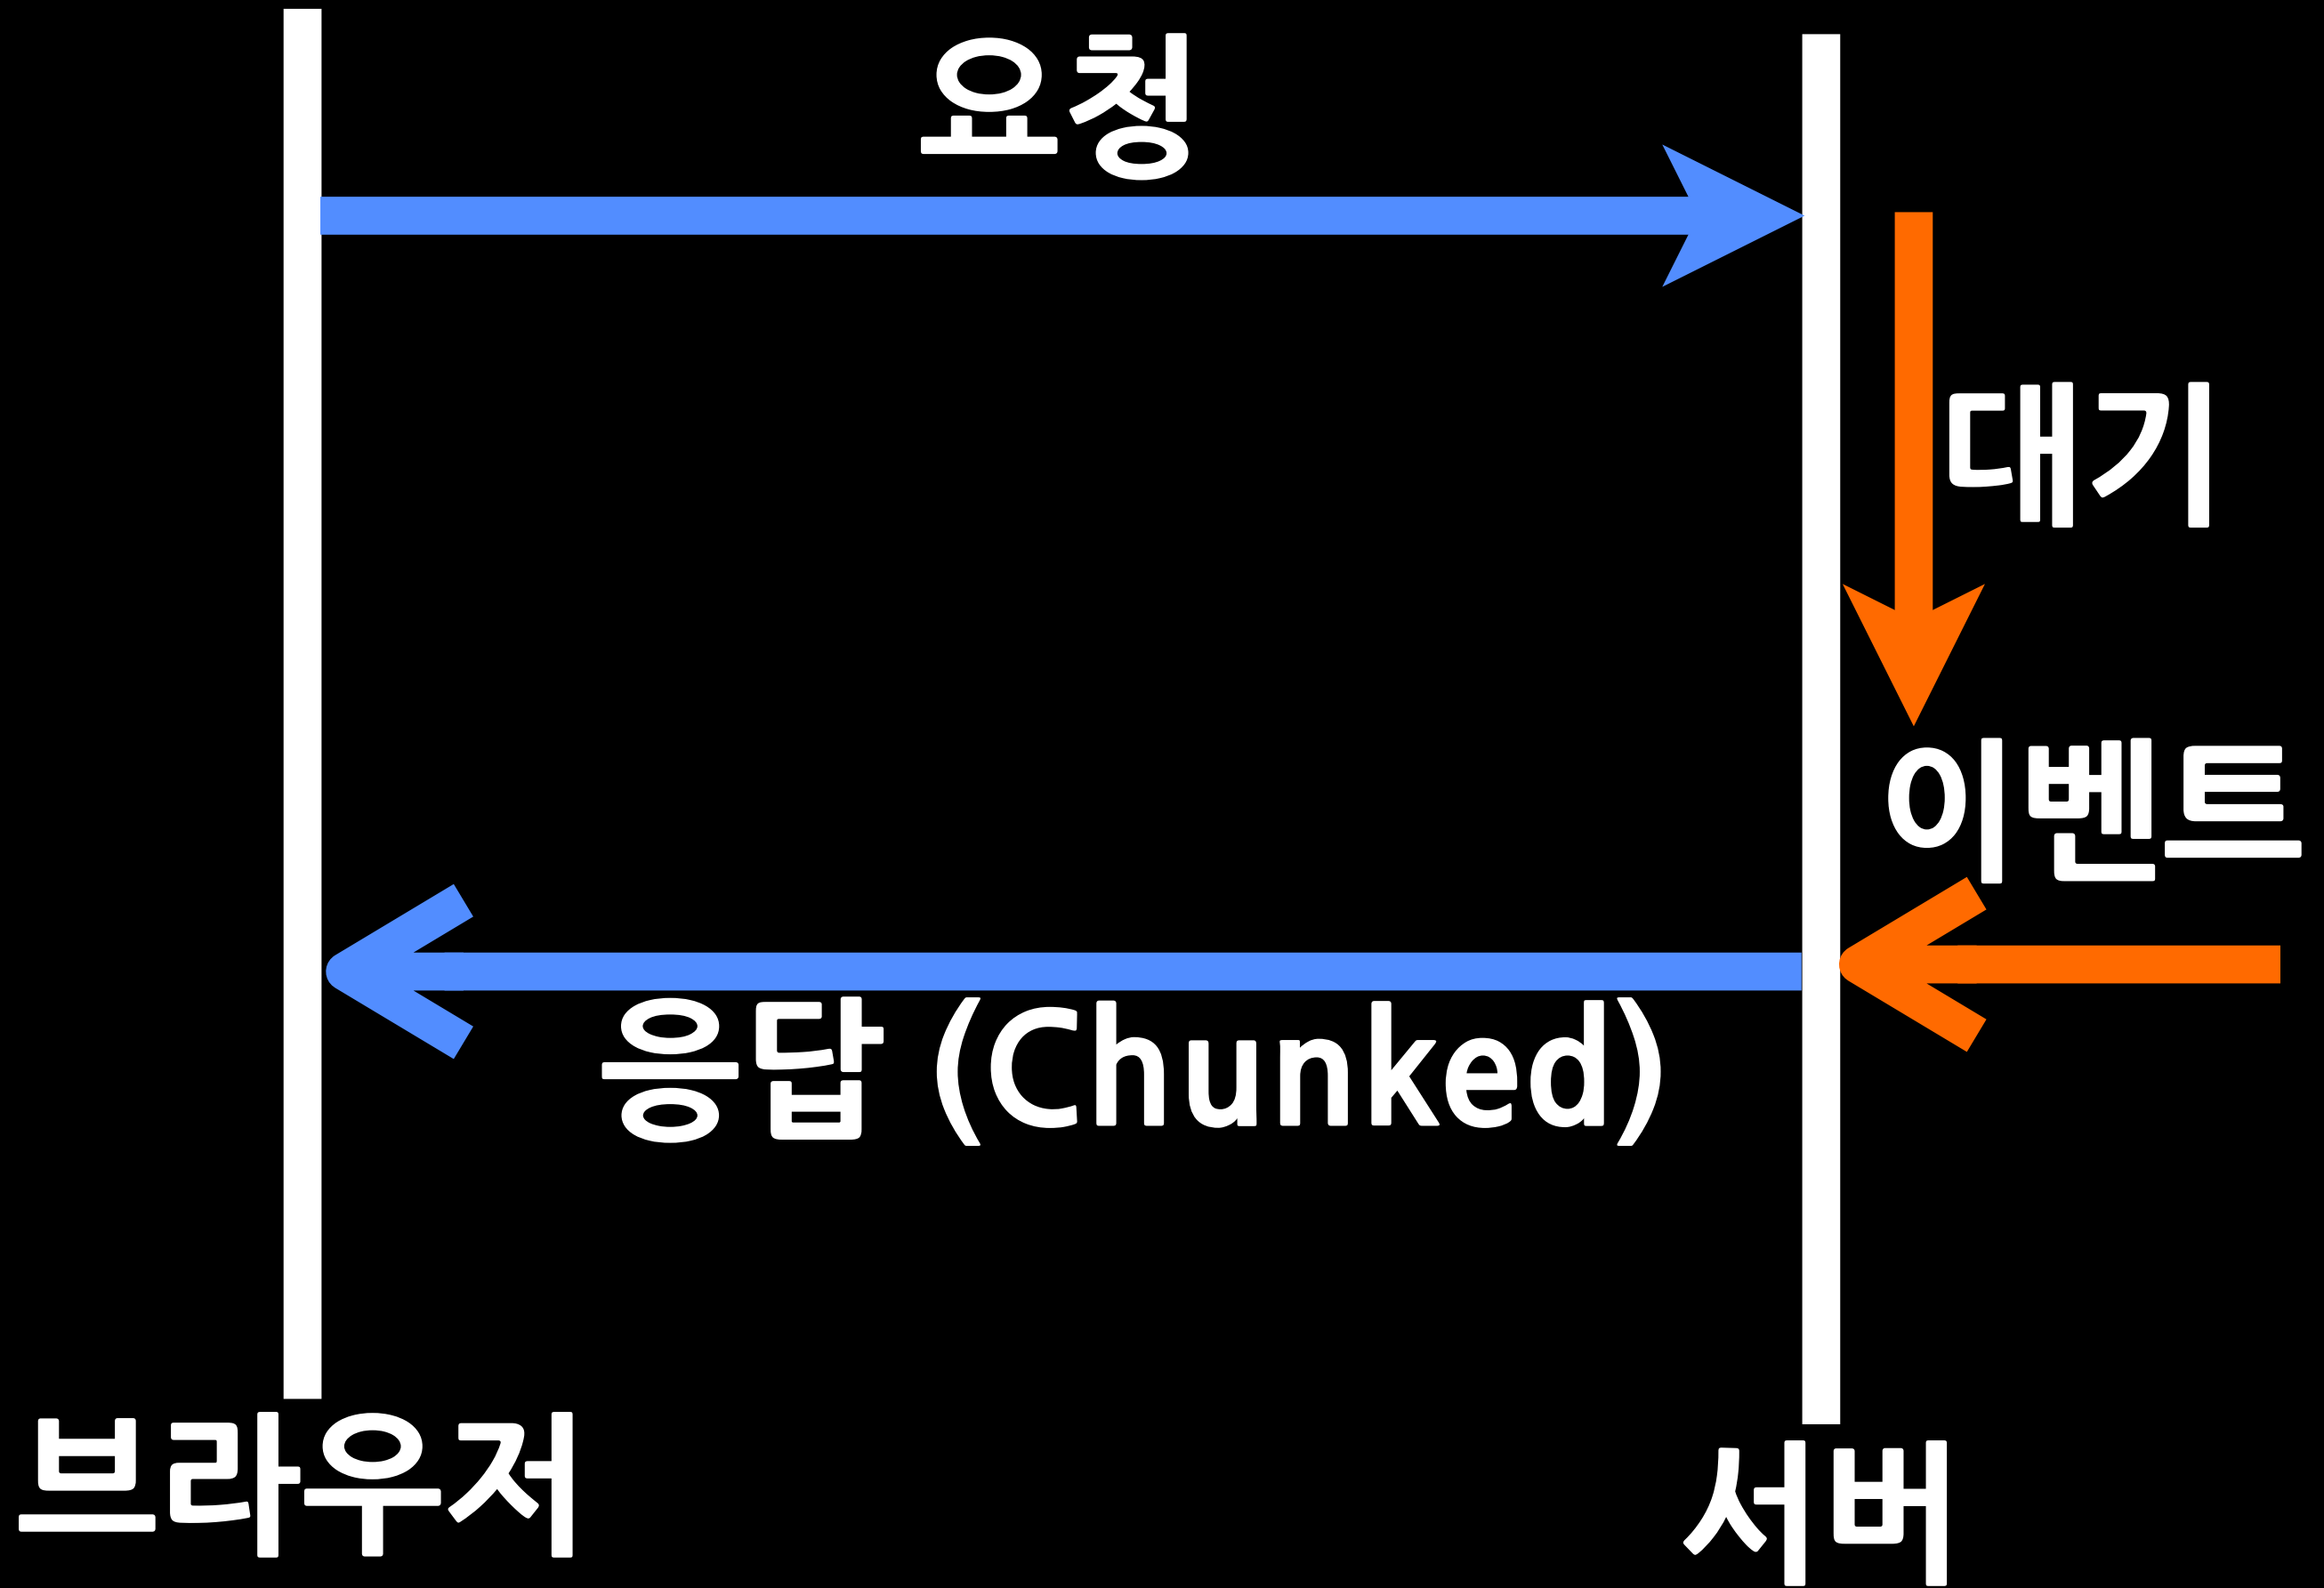 요청
대기
이벤트
응답 (Chunked)
브라우저
서버